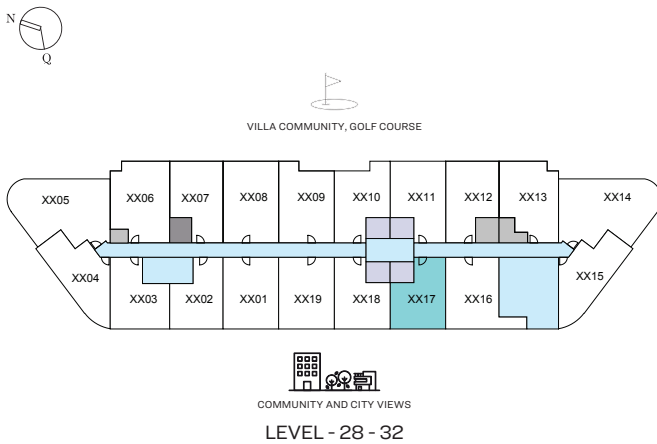 N
Q
VILLA COMMUNITY, GOLF COURSE
XX05
XX06
XX07
XX08
XX09
XX10
XX11
XX12
XX13
XX14
XX04
XX03
XX02
XX01
XX19
XX18
XX17
XX16
XX15
COMMUNITY AND CITY VIEWS
LEVEL - 28 - 32